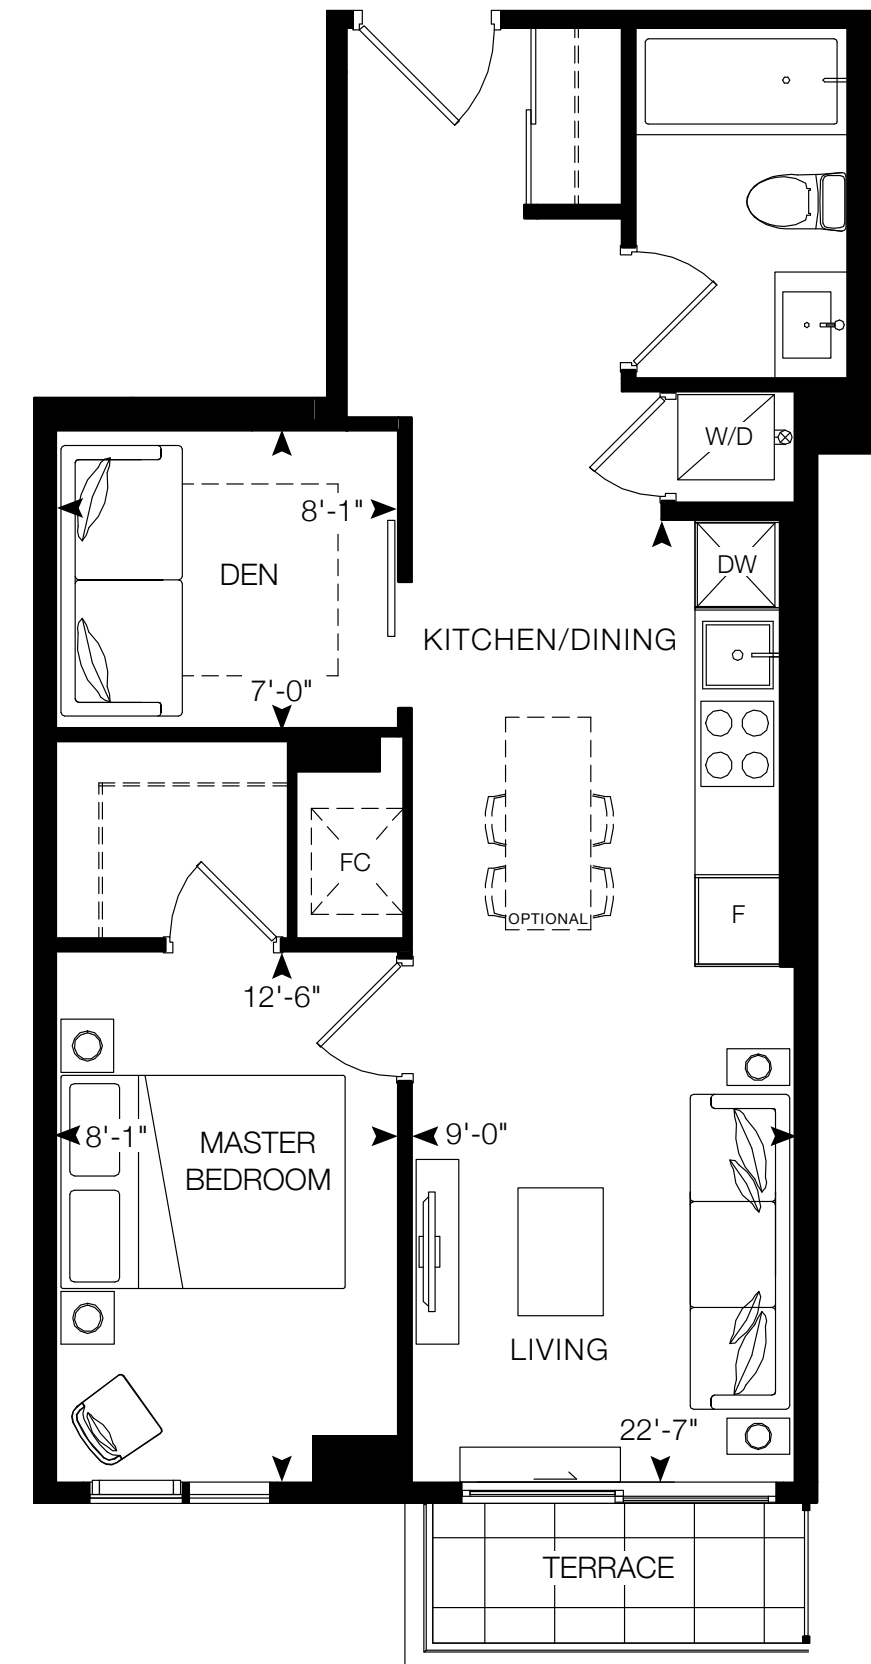 W/D
8'-1"
DEN
DW
KITCHEN/DINING
7'-0"
FC
OPTIONAL
F
12'-6"
8'-1"
MASTER
BEDROOM
9'-0"
LIVING
22'-7"
TERRACE